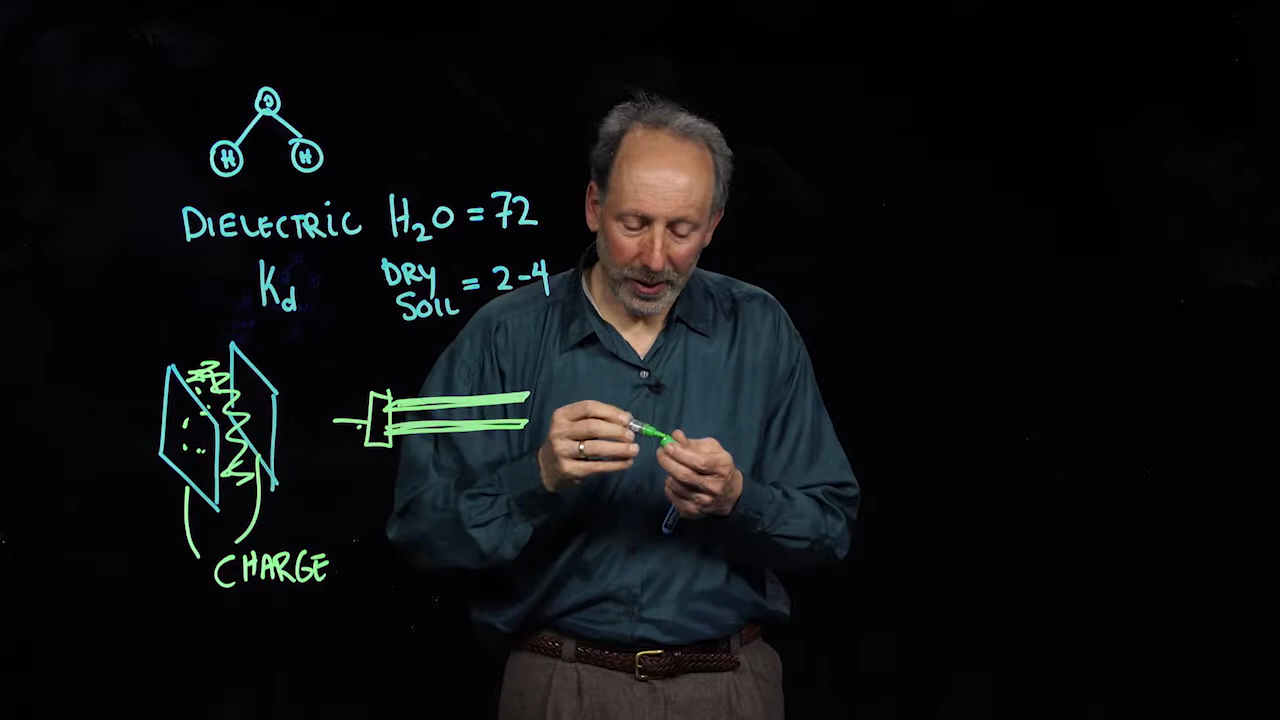 O
H H
DIELECTRIC H₂O = 72
Kd DRY SOIL = 2-4
CHARGE